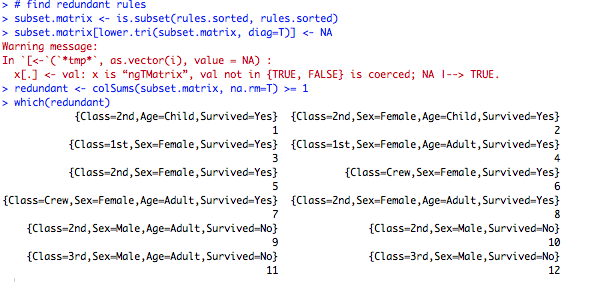 > # find redundant rules
> subset.matrix <- is.subset(rules.sorted, rules.sorted)
> subset.matrix[lower.tri(subset.matrix, diag=T)] <- NA
Warning message:
In `[<-`(`*tmp*`, as.vector(i), value = NA) :
  x[.] <- val: x is “ngTMatrix”, val not in {TRUE, FALSE} is coerced; NA |--> TRUE.
> redundant <- colSums(subset.matrix, na.rm=T) >= 1
> which(redundant)
{Class=2nd,Age=Child,Survived=Yes} {Class=2nd,Sex=Female,Age=Child,Survived=Yes}
1 2
{Class=1st,Sex=Female,Survived=Yes} {Class=1st,Sex=Female,Age=Adult,Survived=Yes}
3 4
{Class=2nd,Sex=Female,Survived=Yes} {Class=Crew,Sex=Female,Survived=Yes}
5 6
{Class=Crew,Sex=Female,Age=Adult,Survived=Yes} {Class=2nd,Sex=Female,Age=Adult,Survived=Yes}
7 8
{Class=2nd,Sex=Male,Age=Adult,Survived=No} {Class=2nd,Sex=Male,Survived=No}
9 10
{Class=3rd,Sex=Male,Age=Adult,Survived=No} {Class=3rd,Sex=Male,Survived=No}
11 12